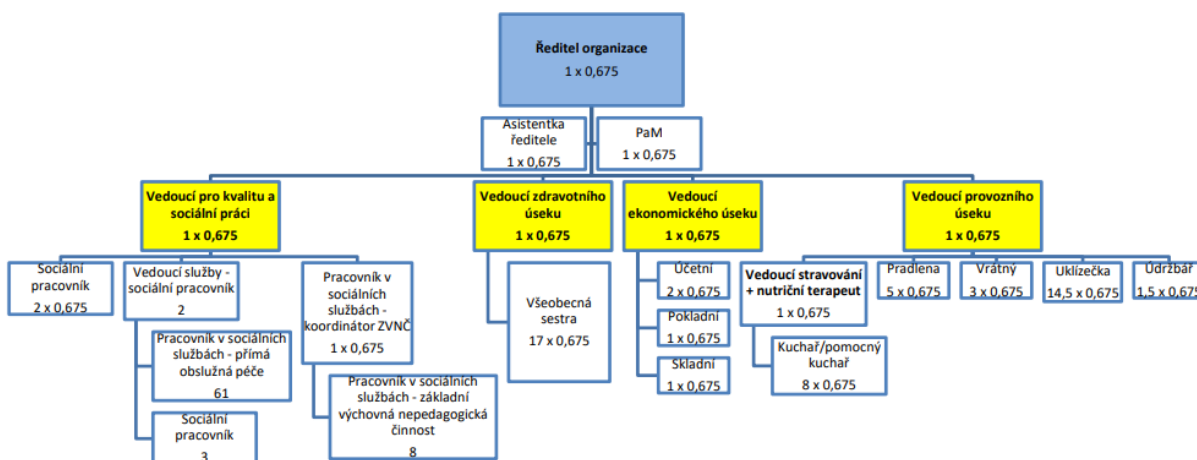 Ředitel organizace
1 x 0,675
Asistentka
ředitele
1 x 0,675
PaM
1 x 0,675
Vedoucí pro kvalitu a
sociální práci
1 x 0,675
Vedoucí zdravotního
úseku
1 x 0,675
Vedoucí
ekonomického úseku
1 x 0,675
Vedoucí provozního
úseku
1 x 0,675
Sociální
pracovník
2 x 0,675
Vedoucí služby -
sociální pracovník
2
Pracovník v sociálních
službách - přímá
obslužná péče
61
Sociální
pracovník
3
Pracovník v
sociálních
službách -
koordinátor ZVNČ
1 x 0,675
Pracovník v sociálních
službách - základní
výchovná nepedagogická
činnost
8
Všeobecná
sestra
17 x 0,675
Účetní
2 x 0,675
Pokladní
1 x 0,675
Skladní
1 x 0,675
Vedoucí stravování
+ nutriční terapeut
1 x 0,675
Kuchař/pomocný
kuchař
8 x 0,675
Pradlena
5 x 0,675
Vrátný
3 x 0,675
Uklízečka
14,5 x 0,675
Údržbář
1,5 x 0,675